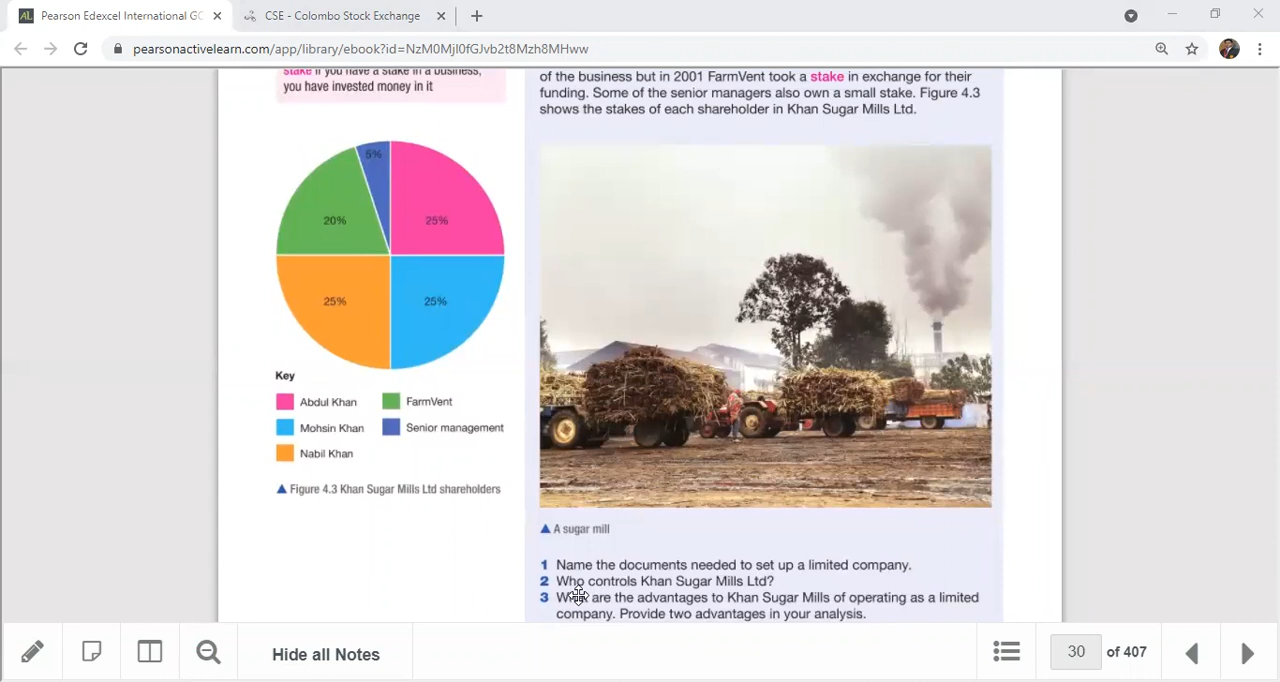 Pearson Edexcel International GC
CSE - Colombo Stock Exchange
pearsonactivelearn.com/app/library/ebook?id=NzM0MjI0fGJvb2t8Mzh8MHww
stake if you have a stake in a business,
you have invested money in it
5%
20%
25%
25%
25%
Key
Abdul Khan
FarmVent
Mohsin Khan
Senior management
Nabil Khan
▲ Figure 4.3 Khan Sugar Mills Ltd shareholders
of the business but in 2001 FarmVent took a stake in exchange for their
funding. Some of the senior managers also own a small stake. Figure 4.3
shows the stakes of each shareholder in Khan Sugar Mills Ltd.
▲ A sugar mill
1 Name the documents needed to set up a limited company.
2 Who controls Khan Sugar Mills Ltd?
3 are the advantages to Khan Sugar Mills of operating as a limited
company. Provide two advantages in your analysis.
Hide all Notes
30 of 407